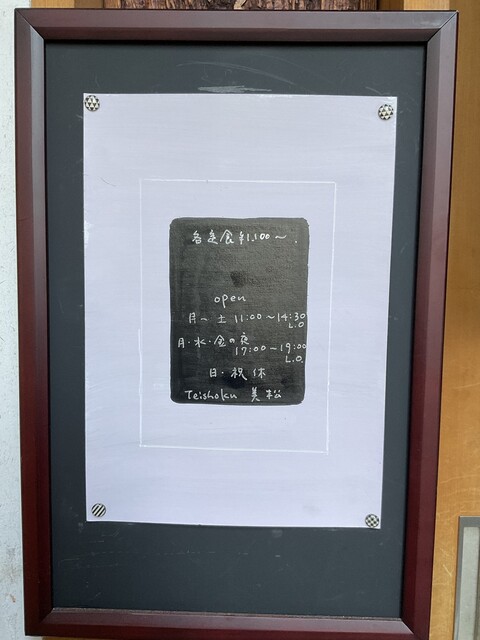 各定食¥1,100〜.
open
月〜土 11:00〜14:30
L.O
月・水・金の夜
17:00〜19:00
L.O.
日・祝 休
Teishoku 美松